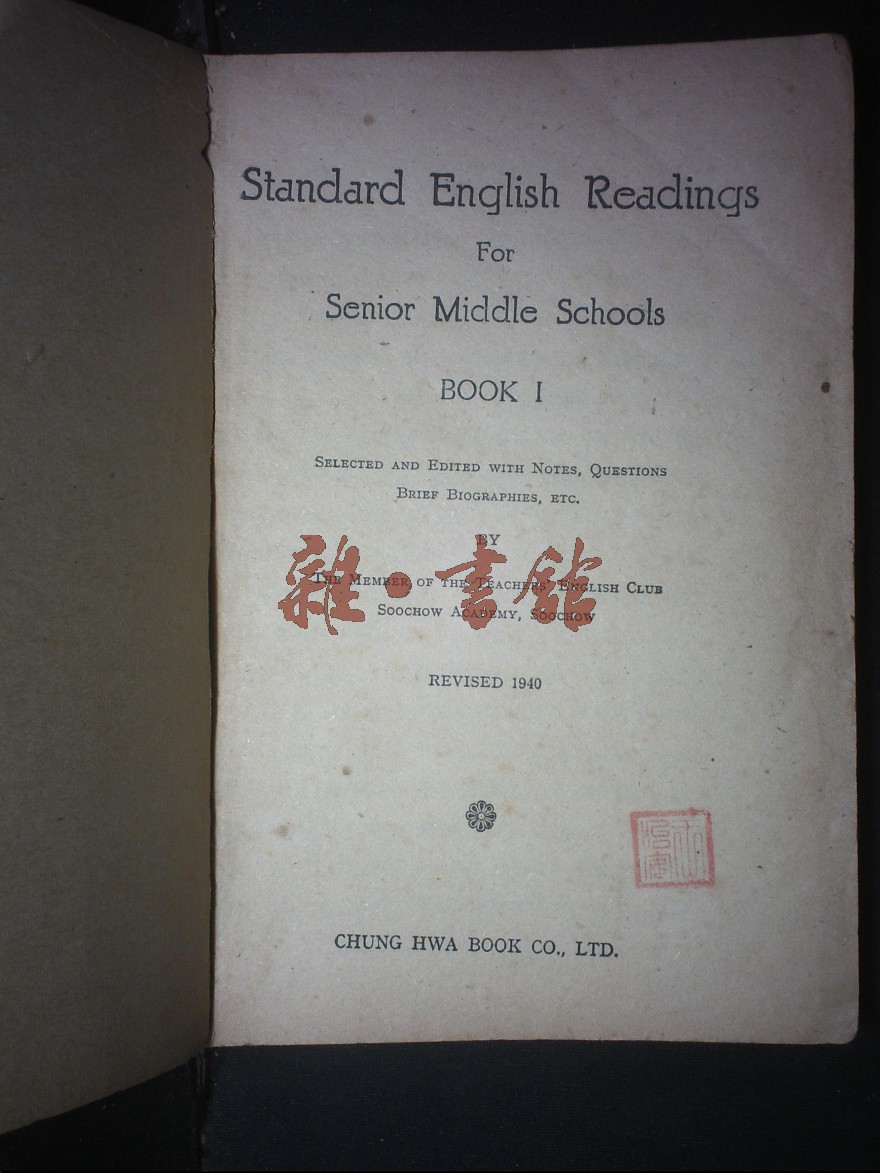 Standard English Readings
For
Senior Middle Schools
BOOK I
SELECTED AND EDITED WITH NOTES, QUESTIONS
BRIEF BIOGRAPHIES, ETC.
BY
THE MEMBER OF THE TEACHERS' ENGLISH CLUB
雜·書館
SOOCHOW ACADEMY, SOOCHOW
REVISED 1940
CHUNG HWA BOOK CO., LTD.